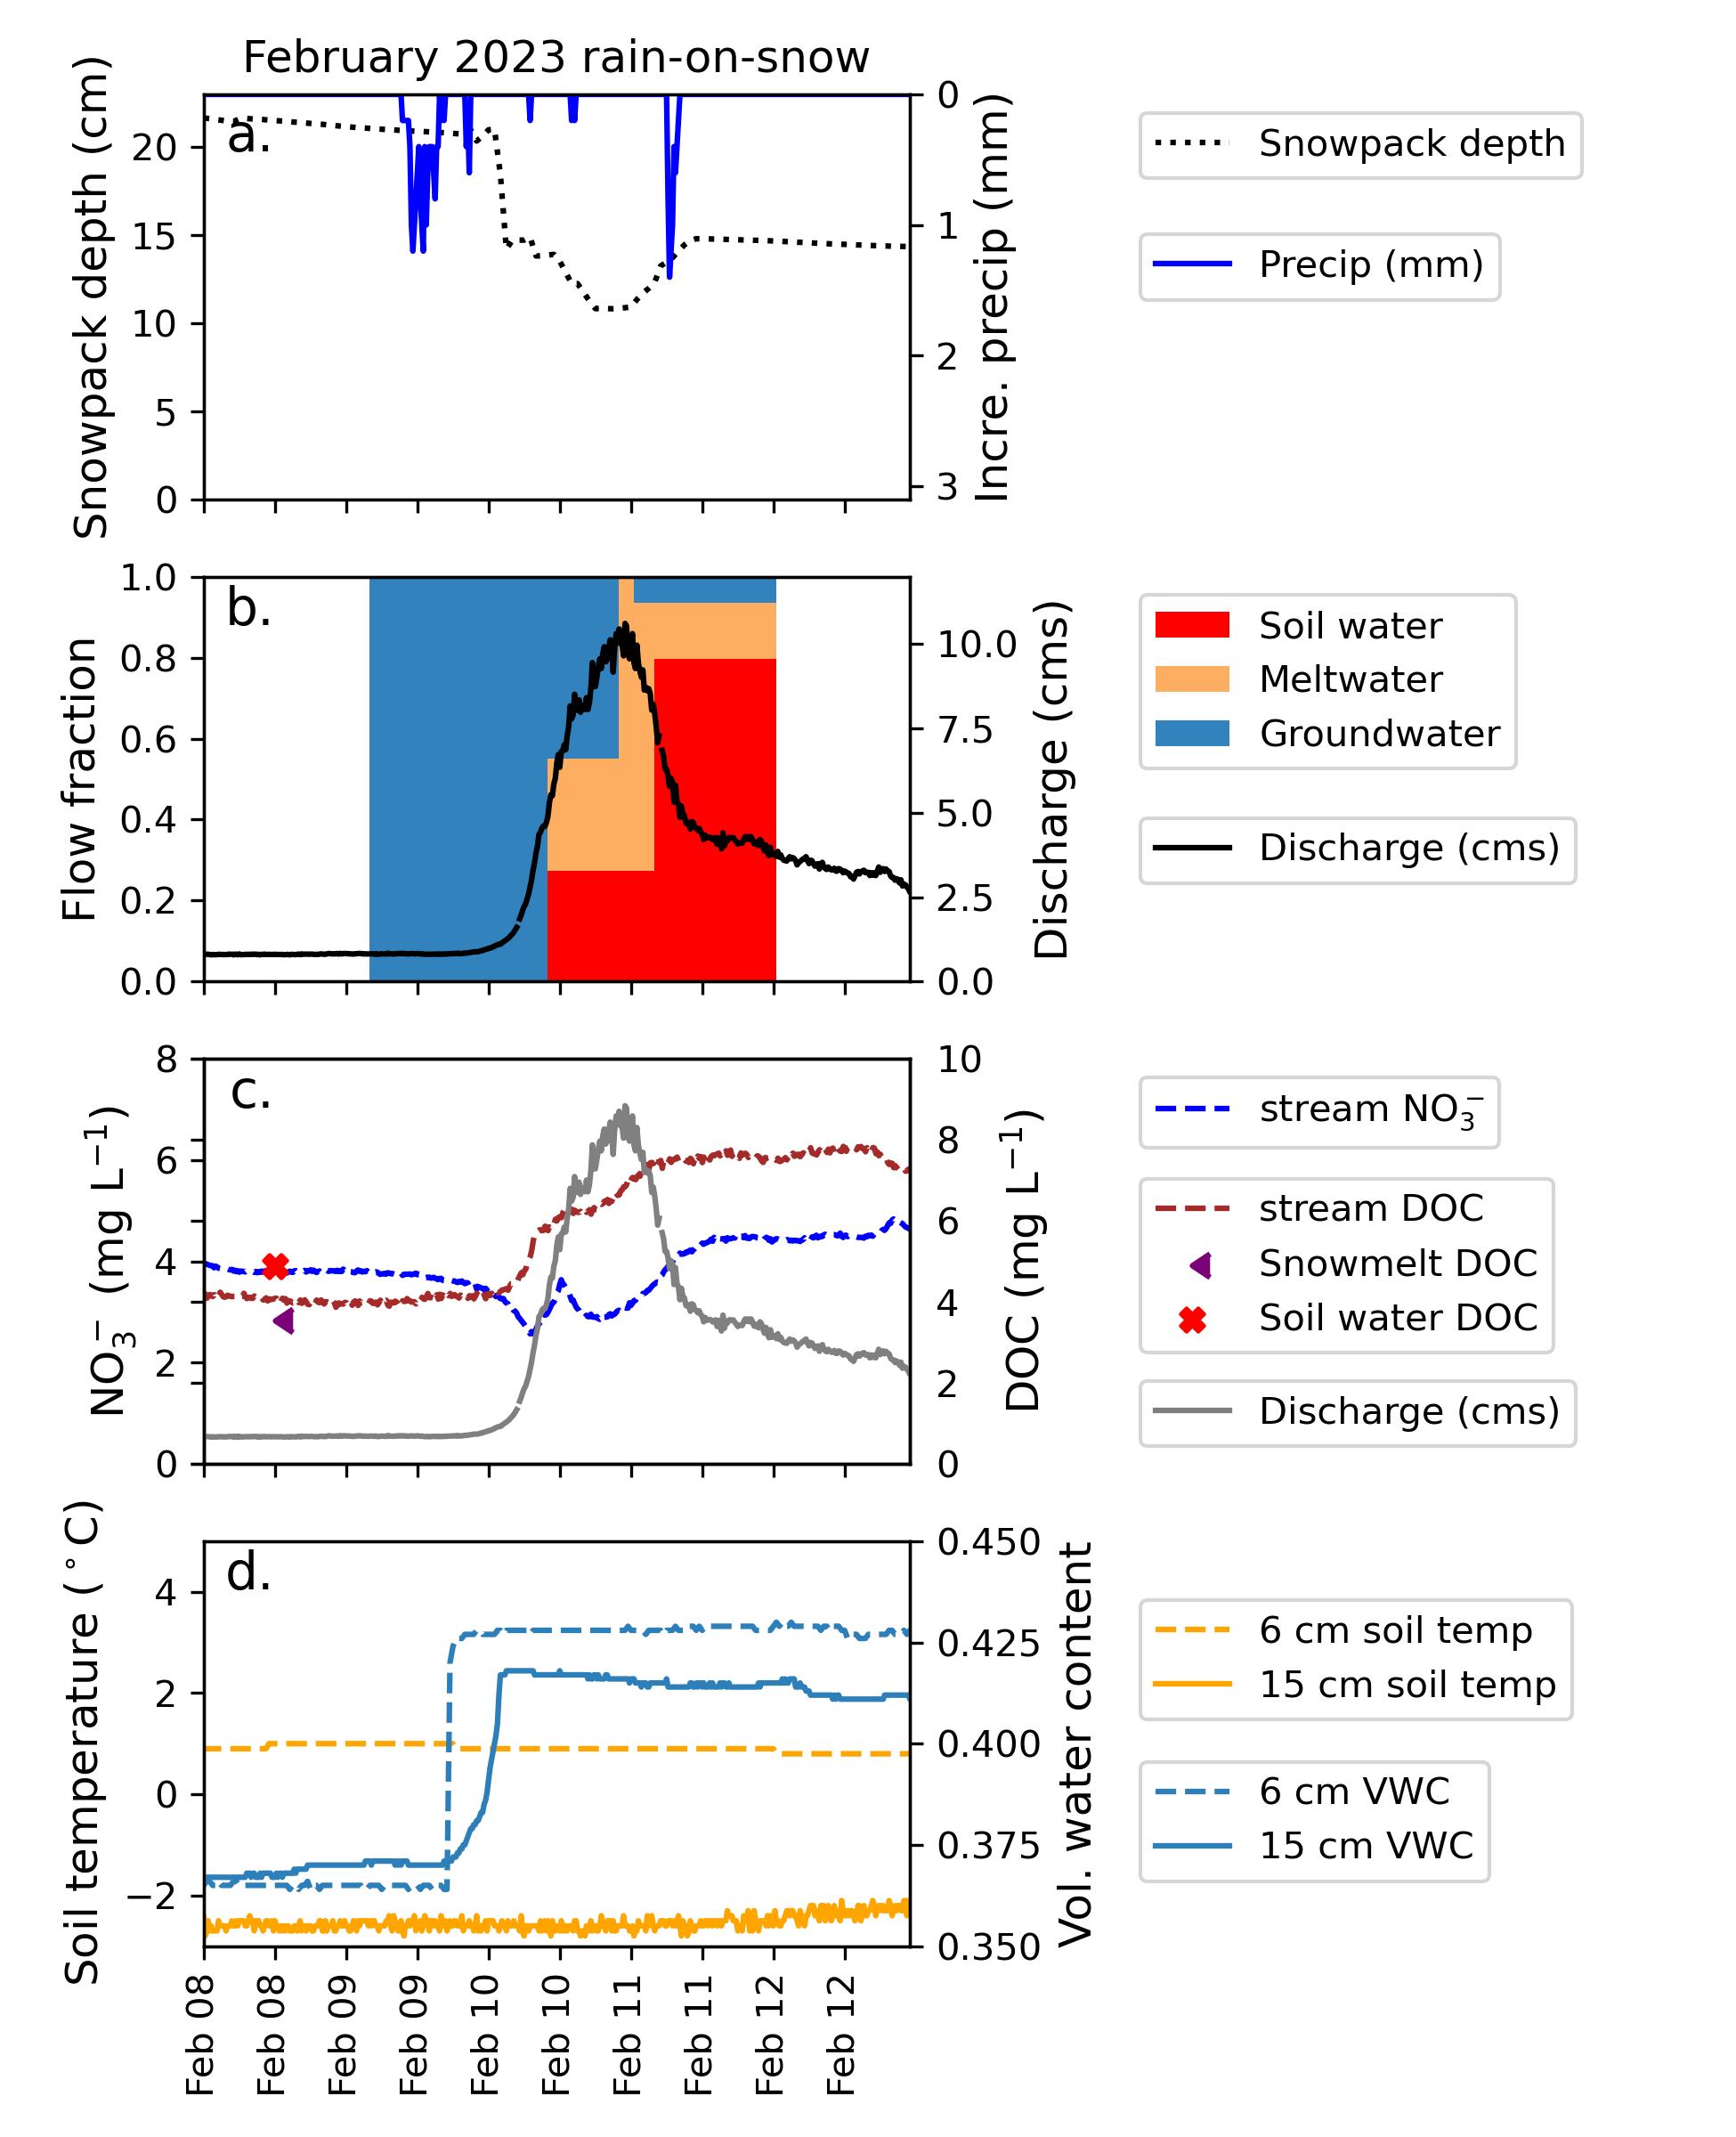 February 2023 rain-on-snow
a.
Snowpack depth (cm)
20
15
10
5
0
0
1
2
3
Incre. precip (mm)
Snowpack depth
Precip (mm)
b.
Flow fraction
1.0
0.8
0.6
0.4
0.2
0.0
10.0
7.5
5.0
2.5
0.0
Discharge (cms)
Soil water
Meltwater
Groundwater
Discharge (cms)
c.
NO₃⁻ (mg L⁻¹)
8
6
4
2
0
10
8
6
4
2
0
DOC (mg L⁻¹)
stream NO₃⁻
stream DOC
Snowmelt DOC
Soil water DOC
Discharge (cms)
d.
Soil temperature (°C)
4
2
0
−2
0.450
0.425
0.400
0.375
0.350
Vol. water content
6 cm soil temp
15 cm soil temp
6 cm VWC
15 cm VWC
Feb 08
Feb 08
Feb 09
Feb 09
Feb 10
Feb 10
Feb 11
Feb 11
Feb 12
Feb 12